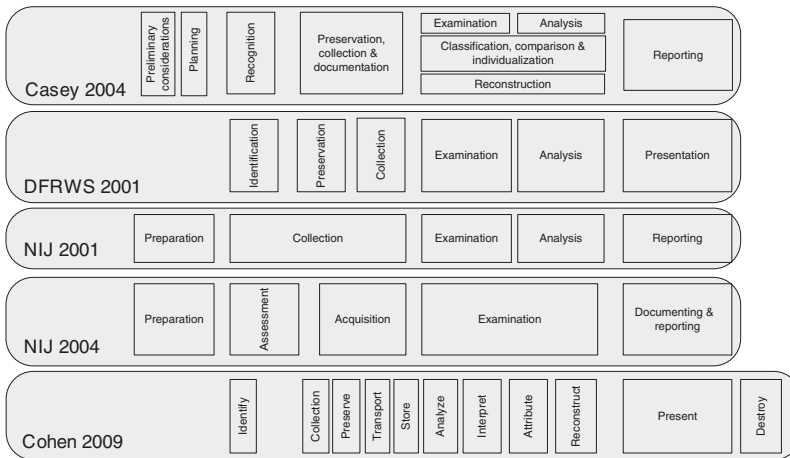 Casey 2004
Preliminary
considerations
Planning
Recognition
Preservation,
collection &
documentation
Examination
Analysis
Classification, comparison &
individualization
Reconstruction
Reporting
DFRWS 2001
Identification
Preservation
Collection
Examination
Analysis
Presentation
NIJ 2001
Preparation
Collection
Examination
Analysis
Reporting
NIJ 2004
Preparation
Assessment
Acquisition
Examination
Documenting &
reporting
Cohen 2009
Identify
Collection
Preserve
Transport
Store
Analyze
Interpret
Attribute
Reconstruct
Present
Destroy